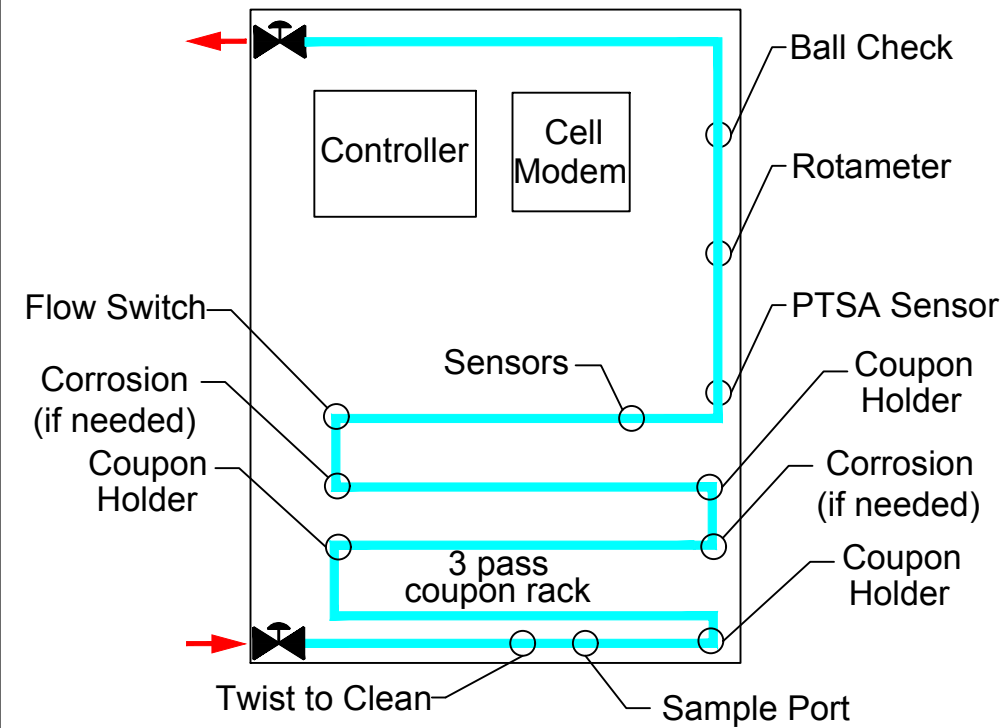 Ball Check
Controller
Cell
Modem
Rotameter
Flow Switch
PTSA Sensor
Sensors
Coupon
Holder
Corrosion
(if needed)
Coupon
Holder
Corrosion
(if needed)
3 pass
coupon rack
Coupon
Holder
Twist to Clean
Sample Port